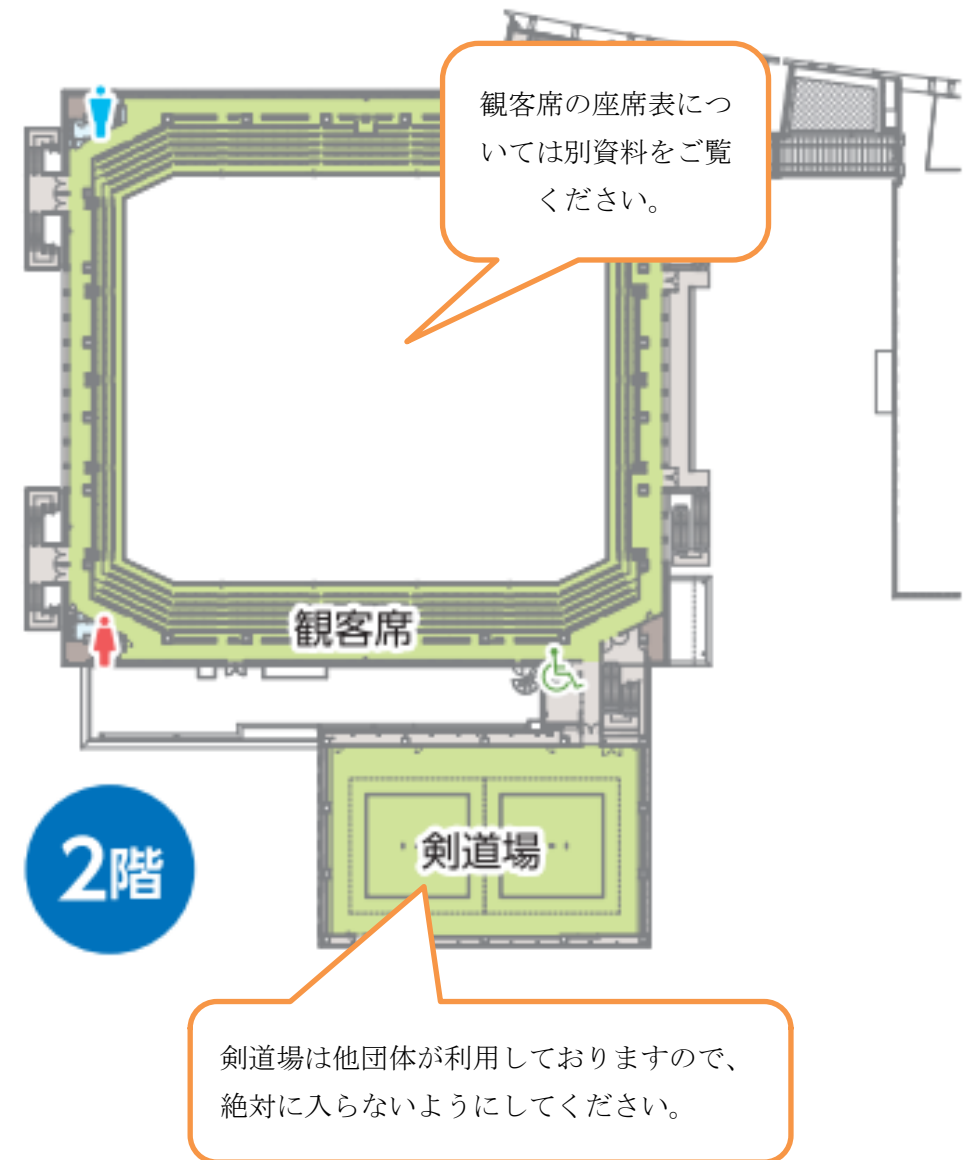 観客席の座席表につ
いては別資料をご覧
ください。
観客席
剣道場
2階
剣道場は他団体が利用しておりますので、
絶対に入らないようにしてください。